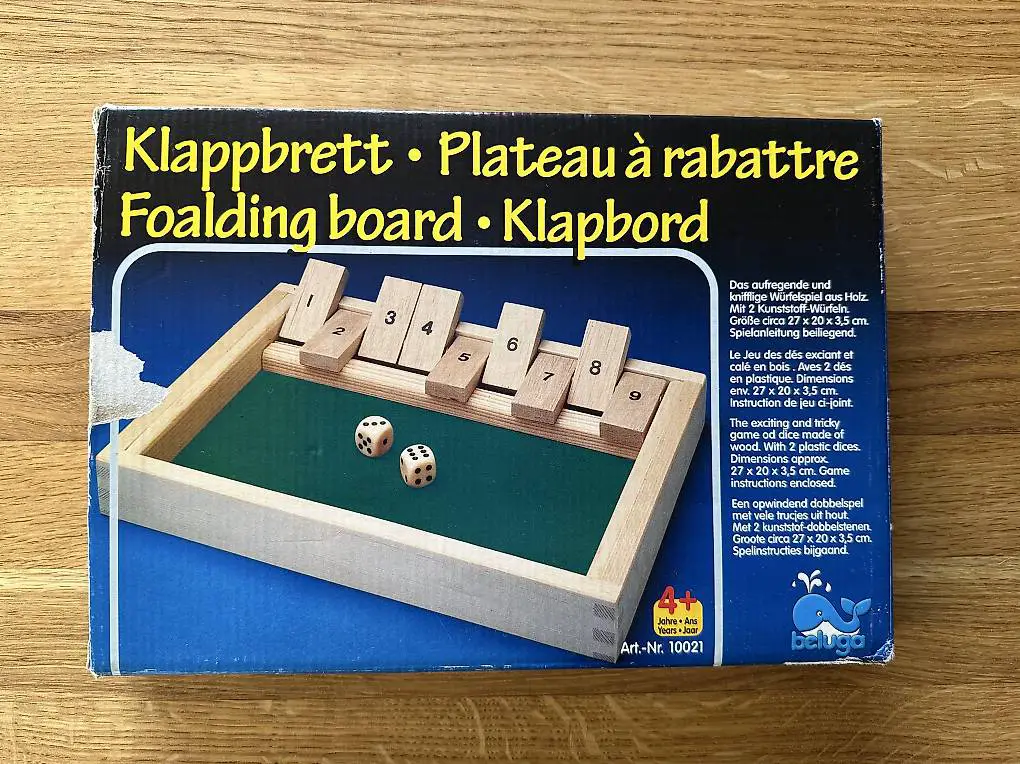 Klappbrett • Plateau à rabattre
Foalding board • Klapbord
Das aufregende und
knifflige Würfelspiel aus Holz.
Mit 2 Kunststoff-Würfeln.
Größe circa 27 x 20 x 3,5 cm.
Spielanleitung beiliegend.
Le Jeu des dés exciant et
calé en bois . Aves 2 dés
en plastique. Dimensions
env. 27 x 20 x 3,5 cm.
Instruction de jeu ci-joint.
The exciting and tricky
game od dice made of
wood. With 2 plastic dices.
Dimensions approx.
27 x 20 x 3,5 cm. Game
instructions enclosed.
Een opwindend dobbelspel
met vele trucjes uit hout.
Met 2 kunststof-dobbelstenen.
Groote circa 27 x 20 x 3,5 cm.
Spelinstructies bijgaand.
1 2 3 4 5 6 7 8 9
4+
Jahre • Ans
Years • Jaar
Art.-Nr. 10021
beluga